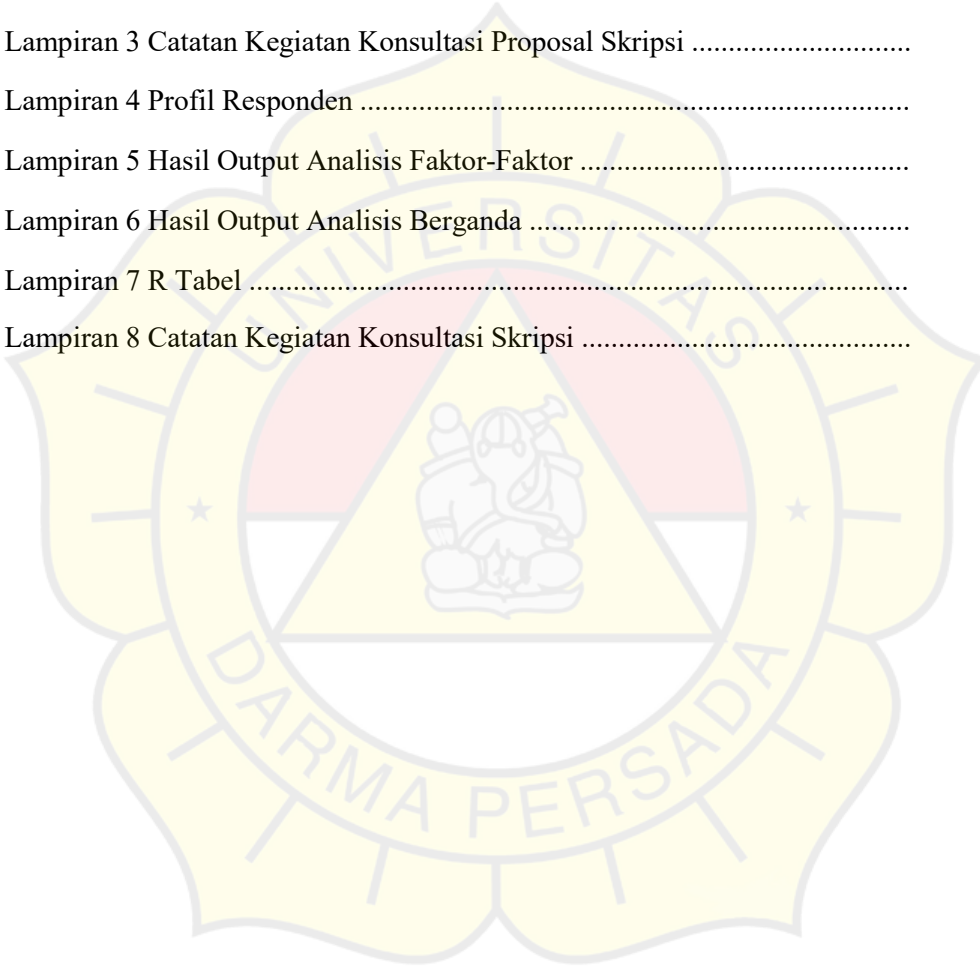 Lampiran 3 Catatan Kegiatan Konsultasi Proposal Skripsi .............................
Lampiran 4 Profil Responden ..........................................................................
Lampiran 5 Hasil Output Analisis Faktor-Faktor ............................................
Lampiran 6 Hasil Output Analisis Berganda ...................................................
Lampiran 7 R Tabel .........................................................................................
Lampiran 8 Catatan Kegiatan Konsultasi Skripsi ............................................
UNIVERSITAS
DARMA PERSADA